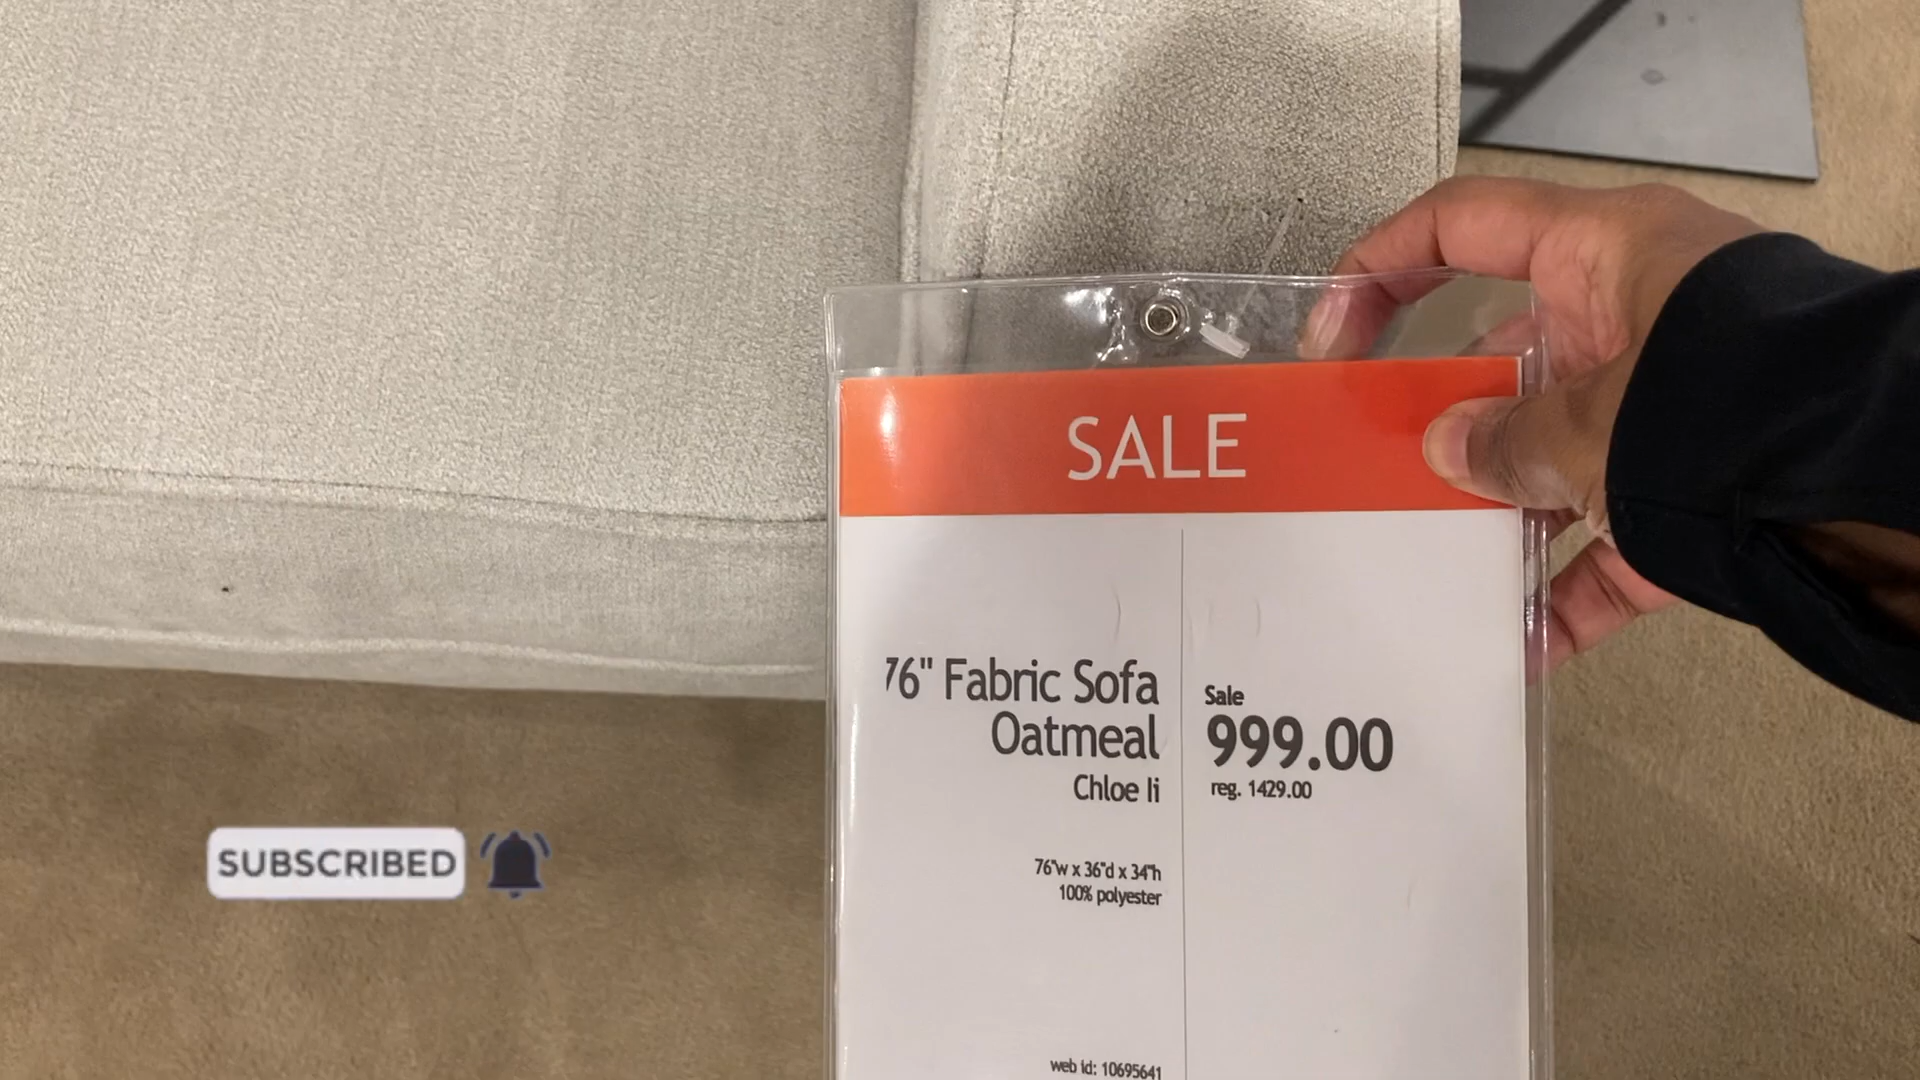 SALE
76" Fabric Sofa
Oatmeal
Chloe Ii
76"w x 36"d x 34"h
100% polyester
web id: 10695641
Sale
999.00
reg. 1429.00
SUBSCRIBED